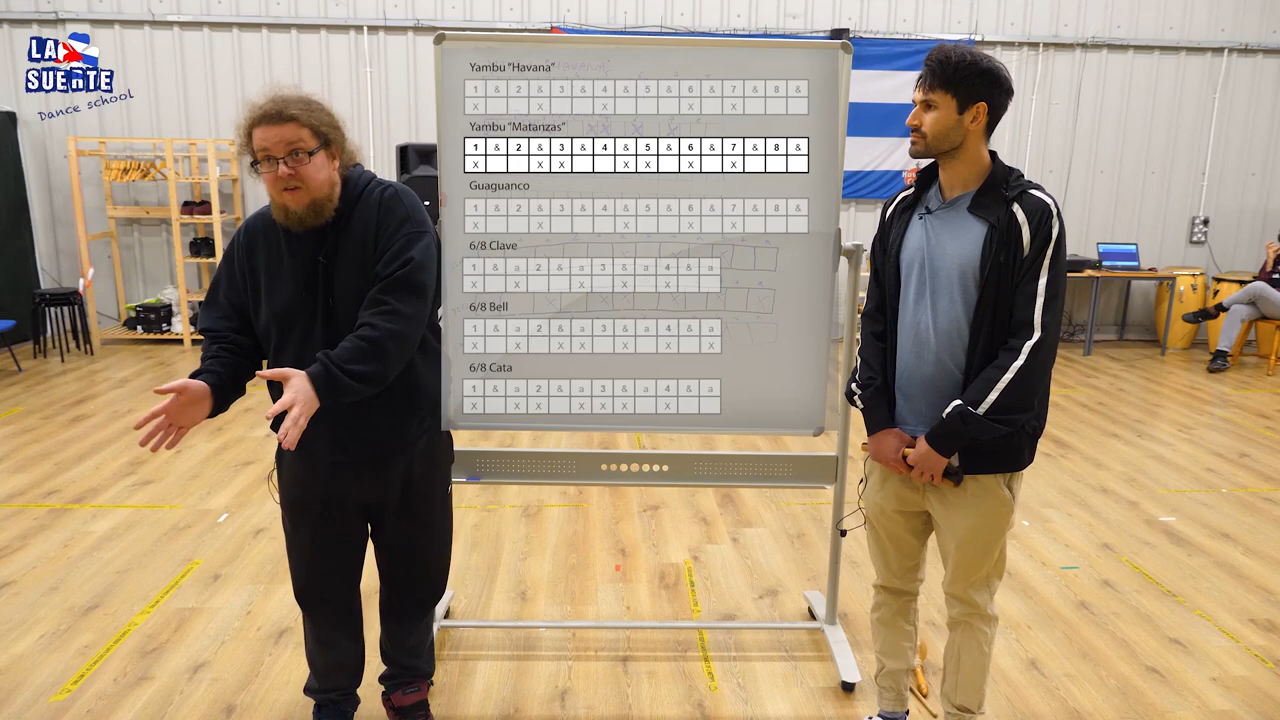 LA
SUERTE
Dance school
Yambu "Havana"
1 & 2 & 3 & 4 & 5 & 6 & 7 & 8 &
X X X X X
Yambu "Matanzas"
1 & 2 & 3 & 4 & 5 & 6 & 7 & 8 &
X X X X X X X
Guaguanco
1 & 2 & 3 & 4 & 5 & 6 & 7 & 8 &
X X X X X
6/8 Clave
1 & a 2 & a 3 & a 4 & a
X X X X X
6/8 Bell
1 & a 2 & a 3 & a 4 & a
X X X X X X X
6/8 Cata
1 & a 2 & a 3 & a 4 & a
X X X X X X X